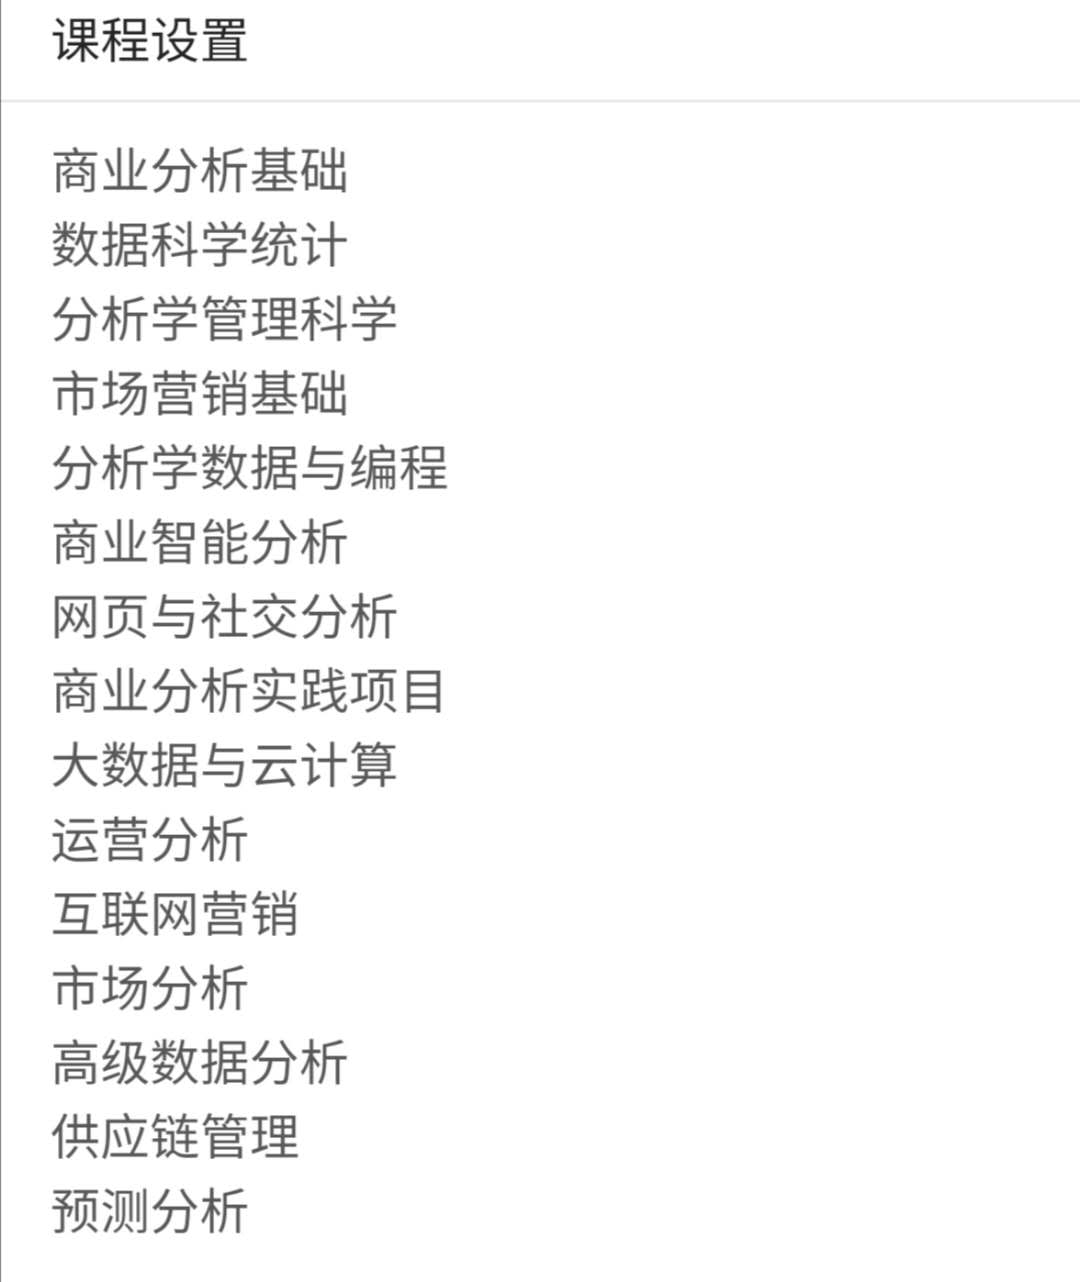 课程设置
商业分析基础
数据科学统计
分析学管理科学
市场营销基础
分析学数据与编程
商业智能分析
网页与社交分析
商业分析实践项目
大数据与云计算
运营分析
互联网营销
市场分析
高级数据分析
供应链管理
预测分析